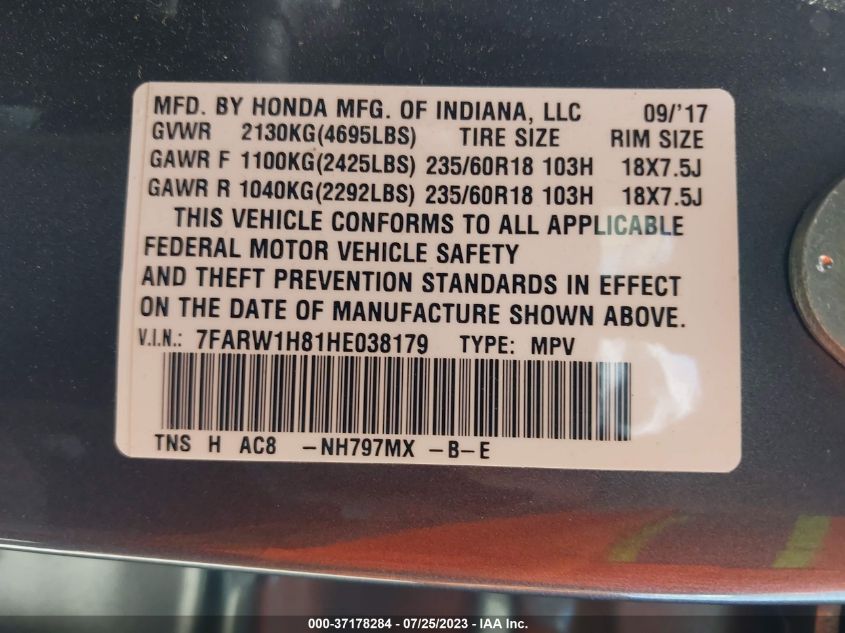 MFD. BY HONDA MFG. OF INDIANA, LLC 09/'17
GVWR 2130KG(4695LBS) TIRE SIZE RIM SIZE
GAWR F 1100KG(2425LBS) 235/60R18 103H 18X7.5J
GAWR R 1040KG(2292LBS) 235/60R18 103H 18X7.5J
THIS VEHICLE CONFORMS TO ALL APPLICABLE
FEDERAL MOTOR VEHICLE SAFETY
AND THEFT PREVENTION STANDARDS IN EFFECT
ON THE DATE OF MANUFACTURE SHOWN ABOVE.
V.I.N.: 7FARW1H81HE038179 TYPE: MPV
TNS H AC8 -NH797MX -B-E
000-37178284 - 07/25/2023 - IAA Inc.